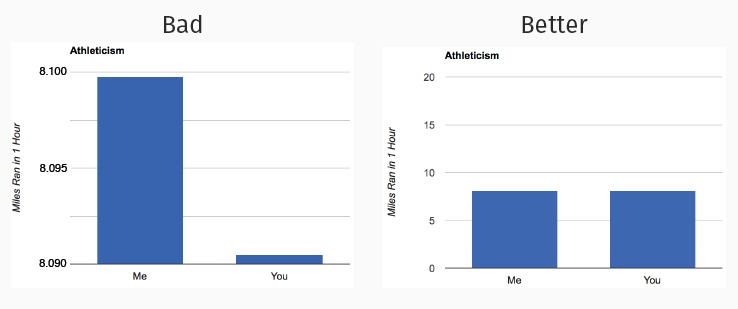 Bad
Athleticism
8.100
8.095
8.090
Miles Ran in 1 Hour
Me You
Better
Athleticism
20
15
10
5
0
Miles Ran in 1 Hour
Me You